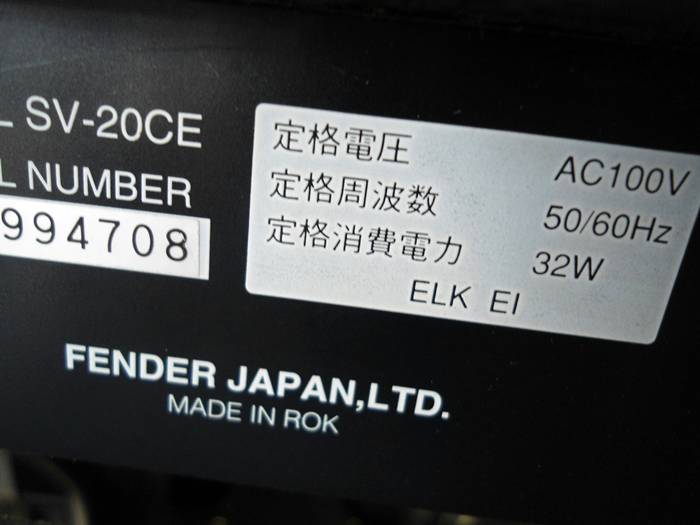 L SV-20CE
L NUMBER
994708
定格電圧 AC100V
定格周波数 50/60Hz
定格消費電力 32W
ELK EI
FENDER JAPAN,LTD.
MADE IN ROK